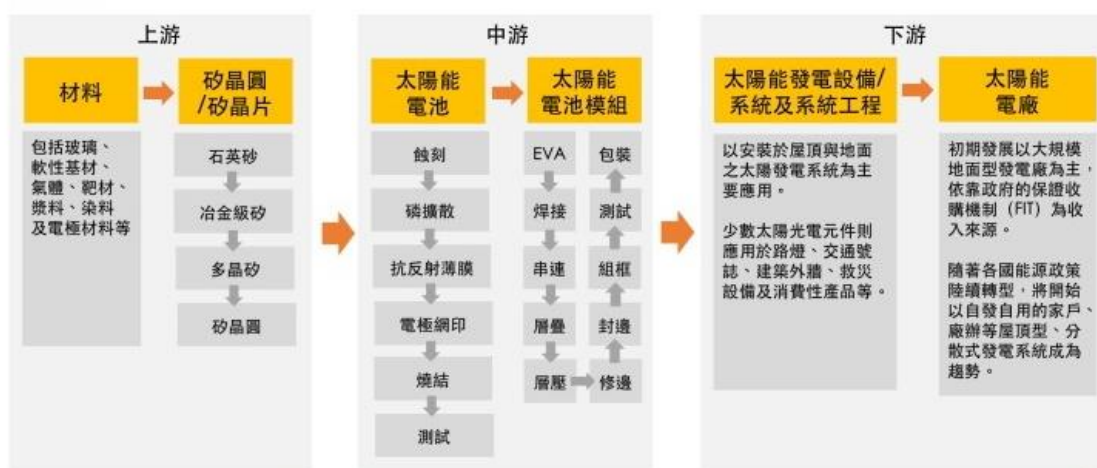 上游
材料
矽晶圓
/矽晶片
包括玻璃、
軟性基材、
氣體、靶材、
漿料、染料
及電極材料等
石英砂
冶金級矽
多晶矽
矽晶圓
中游
太陽能
電池
太陽能
電池模組
蝕刻
磷擴散
抗反射薄膜
電極網印
燒結
測試
EVA
焊接
串連
層疊
層壓
修邊
封邊
組框
測試
包裝
下游
太陽能發電設備/
系統及系統工程
太陽能
電廠
以安裝於屋頂與地面
之太陽發電系統為主
要應用。
少數太陽光電元件則
應用於路燈、交通號
誌、建築外牆、救災
設備及消費性產品等。
初期發展以大規模
地面型發電廠為主，
依靠政府的保證收
購機制 (FIT) 為收
入來源。
隨著各國能源政策
陸續轉型，將開始
以自發自用的家戶、
廠辦等屋頂型、分
散式發電系統成為
趨勢。